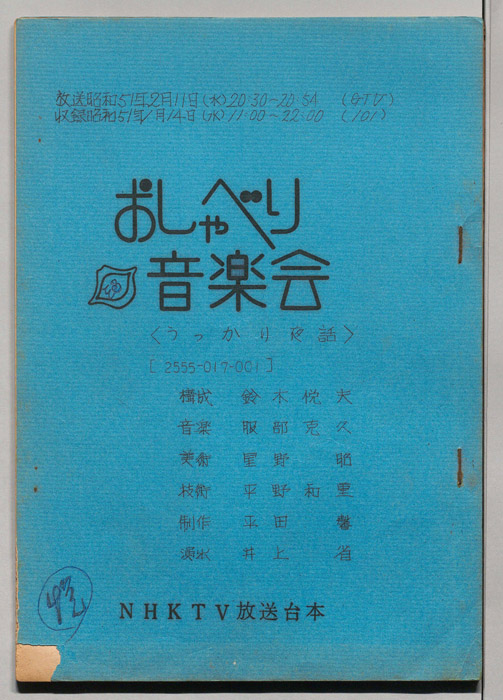 放送昭和51年2月11日(水)20:30~20:54 (GTV)
収録昭和51年1月14日(水)11:00~22:00 (101)
おしゃべり
音楽会
<うっかり夜話>
[2555-017-001]
構成 鈴木悦夫
音楽 服部克久
美術 星野 昭
技術 平野和重
制作 平田 馨
演出 井上 省
NHKTV放送台本